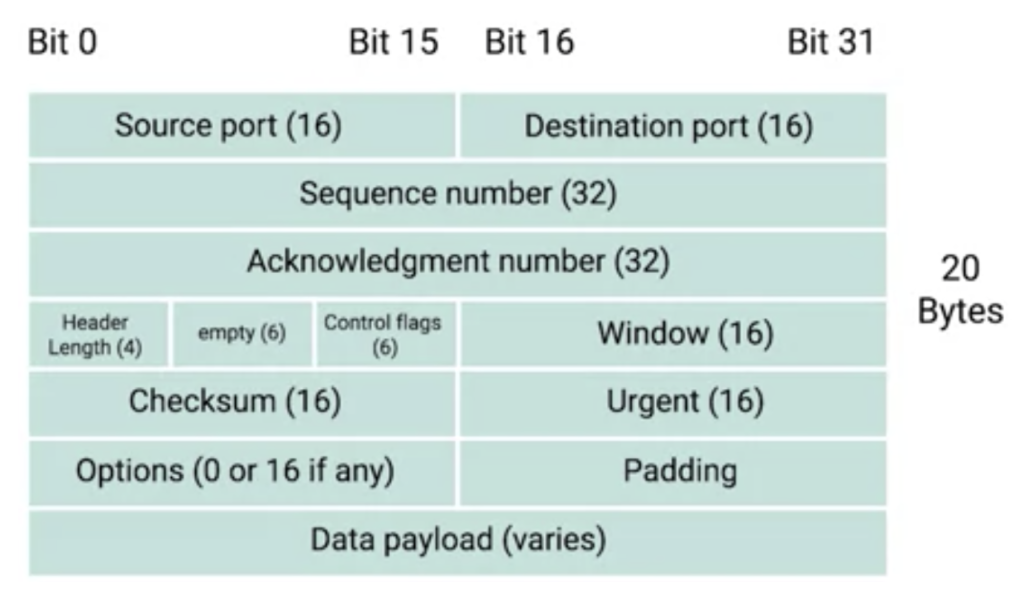 Bit 0 Bit 15 Bit 16 Bit 31
Source port (16) Destination port (16)
Sequence number (32)
Acknowledgment number (32)
Header
Length (4)
empty (6)
Control flags
(6)
Window (16)
Checksum (16) Urgent (16)
Options (0 or 16 if any) Padding
Data payload (varies)
20
Bytes